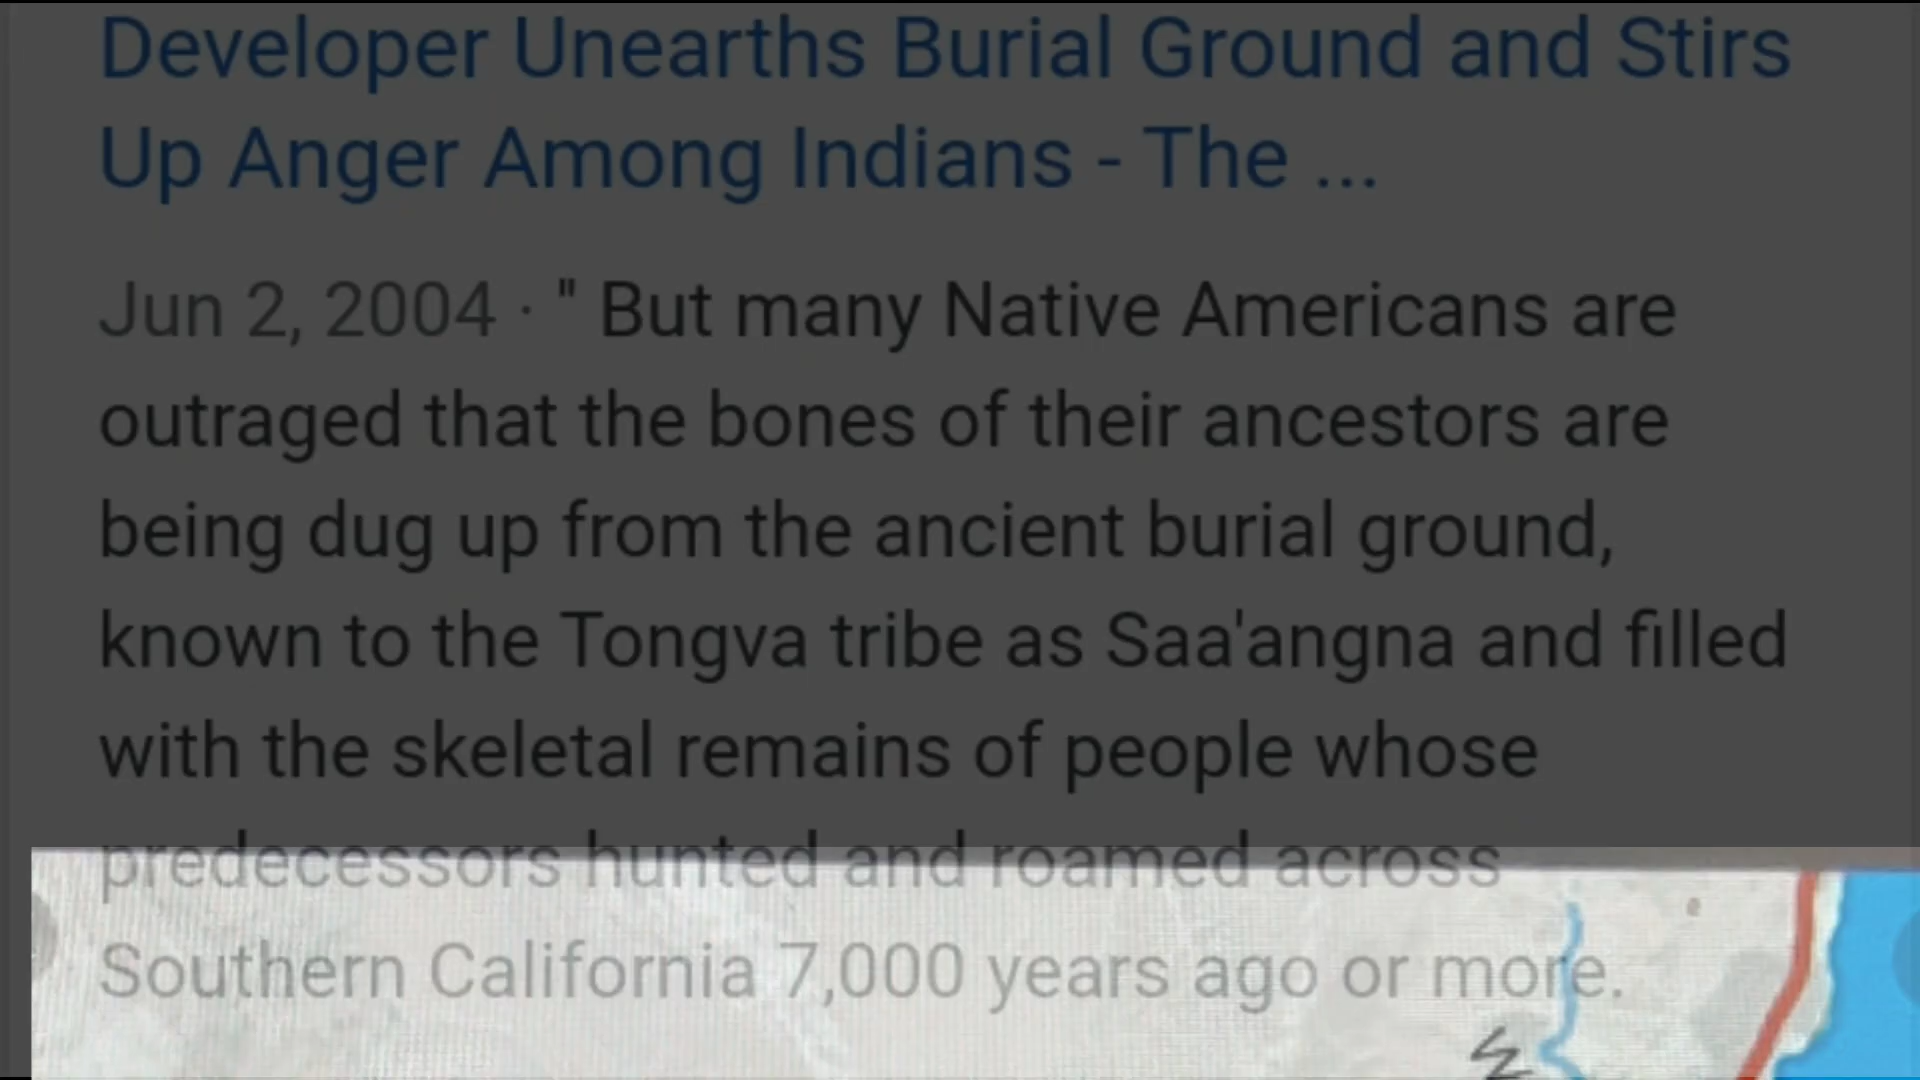 Developer Unearths Burial Ground and Stirs
Up Anger Among Indians - The ...
Jun 2, 2004 · " But many Native Americans are
outraged that the bones of their ancestors are
being dug up from the ancient burial ground,
known to the Tongva tribe as Saa'angna and filled
with the skeletal remains of people whose
predecessors hunted and roamed across
Southern California 7,000 years ago or more.